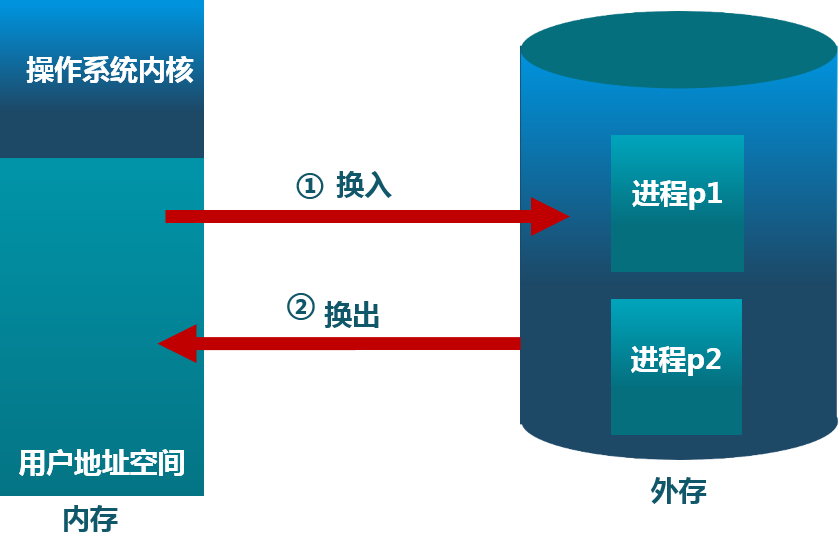 操作系统内核
① 换入
进程p1
② 换出
进程p2
用户地址空间
内存
外存